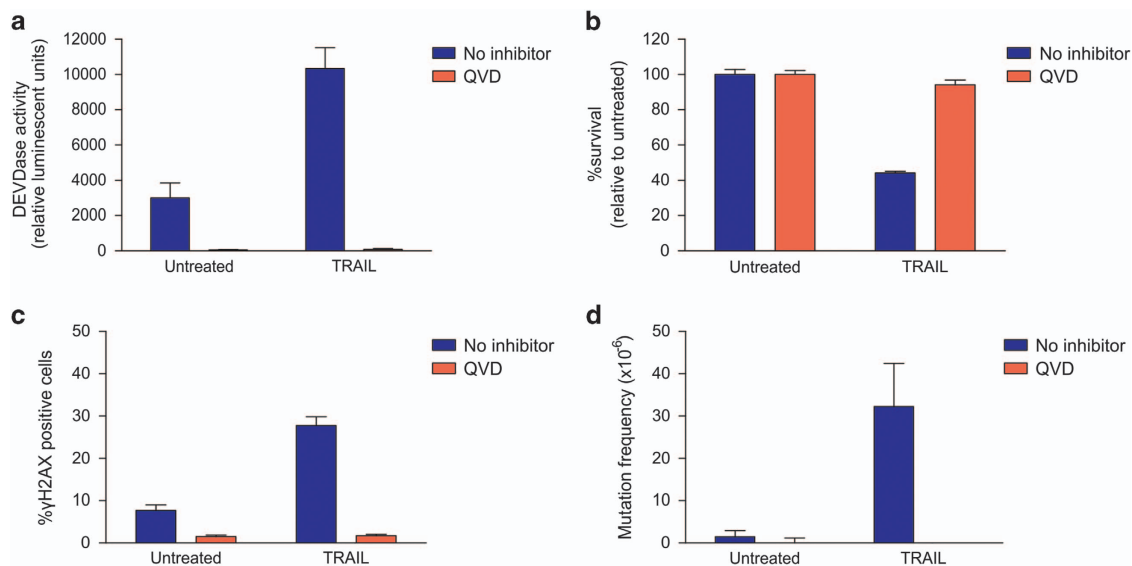 a
DEVDase activity
(relative luminescent units)
12000
10000
8000
6000
4000
2000
0
Untreated
TRAIL
No inhibitor
QVD
b
%survival
(relative to untreated)
120
100
80
60
40
20
0
Untreated
TRAIL
No inhibitor
QVD
c
%γH2AX positive cells
50
40
30
20
10
0
Untreated
TRAIL
No inhibitor
QVD
d
Mutation frequency (x10⁻⁶)
50
40
30
20
10
0
Untreated
TRAIL
No inhibitor
QVD